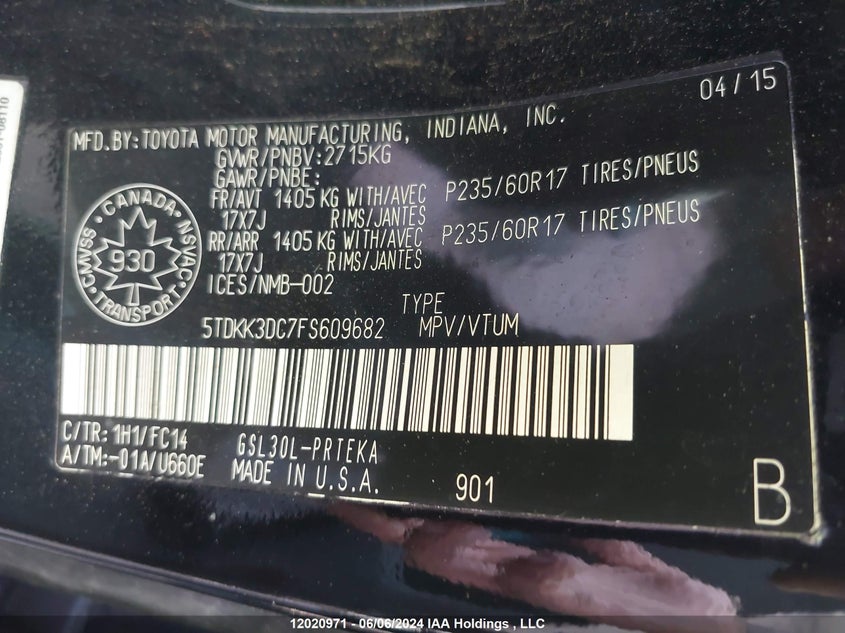 04/15
MFD.BY:TOYOTA MOTOR MANUFACTURING, INDIANA, INC.
GVWR/PNBV:2715KG
GAWR/PNBE:
FR/AVT 1405 KG WITH/AVEC P235/60R17 TIRES/PNEUS
17X7J RIMS/JANTES
RR/ARR 1405 KG WITH/AVEC P235/60R17 TIRES/PNEUS
17X7J RIMS/JANTES
ICES/NMB-002
CANADA
CMVSS 930 NSVAC
TRANSPORT
TYPE
5TDKK3DC7FS609682 MPV/VTUM
C/TR: 1H1/FC14 GSL30L-PRTEKA
A/TM:-01A/U660E MADE IN U.S.A. 901
B
12020971 - 06/06/2024 IAA Holdings , LLC